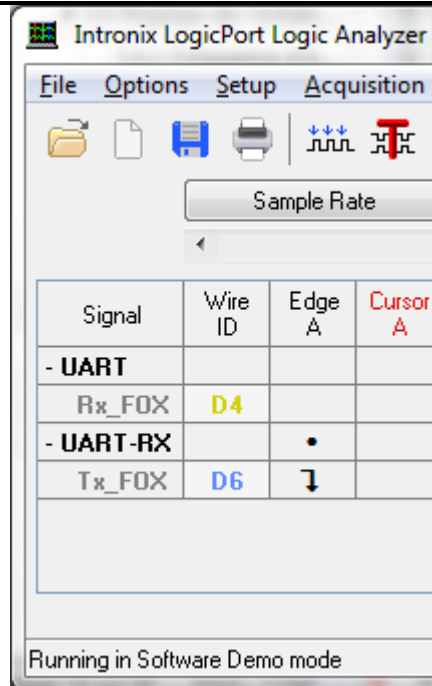 Intronix LogicPort Logic Analyzer
File Options Setup Acquisition
Sample Rate
Signal Wire ID Edge A Cursor A
- UART
Rx_FOX D4
- UART-RX
Tx_FOX D6
Running in Software Demo mode